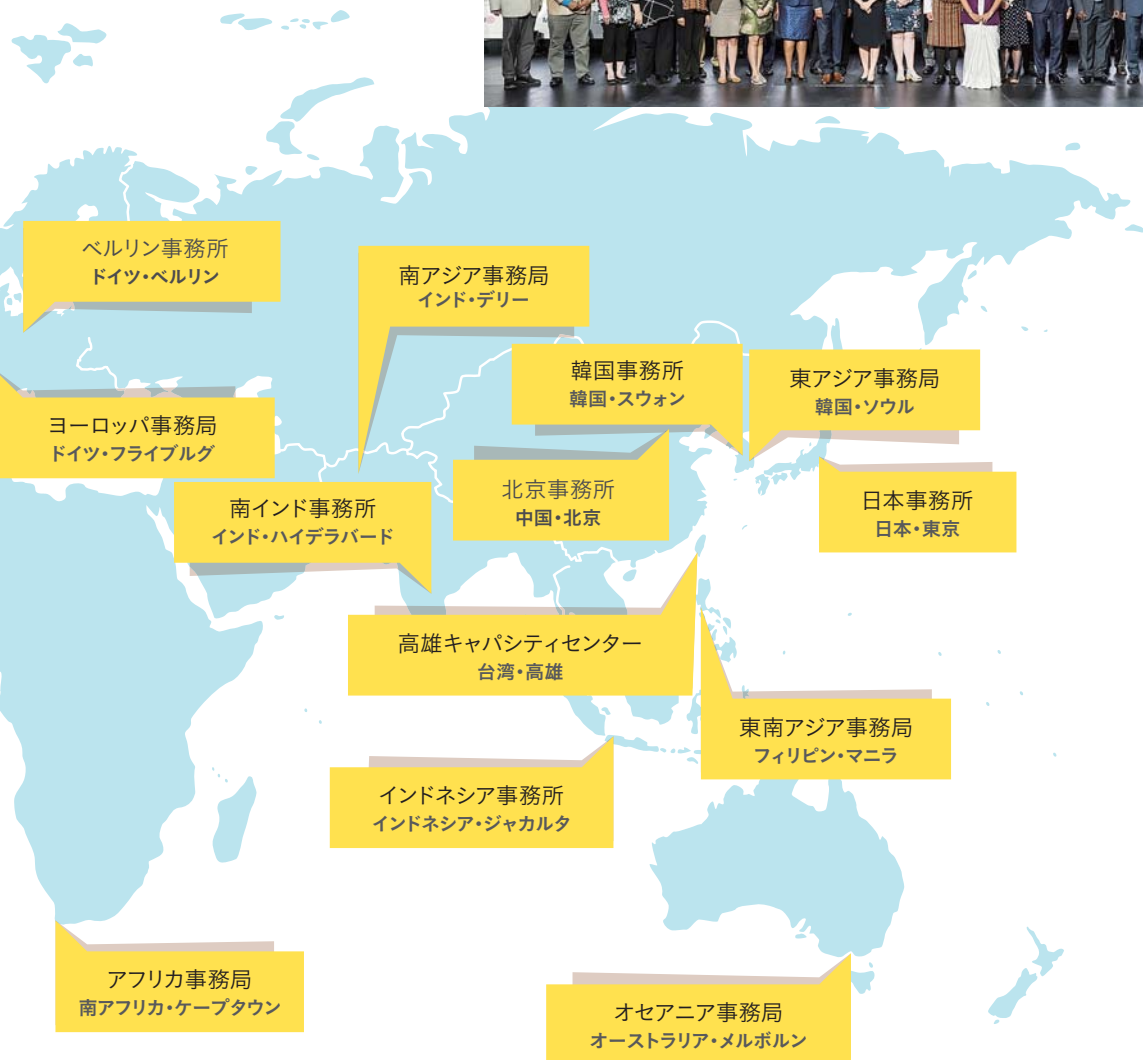 ベルリン事務所
ドイツ・ベルリン
南アジア事務局
インド・デリー
韓国事務所
韓国・スウォン
東アジア事務局
韓国・ソウル
ヨーロッパ事務局
ドイツ・フライブルグ
南インド事務所
インド・ハイデラバード
北京事務所
中国・北京
日本事務所
日本・東京
高雄キャパシティセンター
台湾・高雄
東南アジア事務局
フィリピン・マニラ
インドネシア事務所
インドネシア・ジャカルタ
アフリカ事務局
南アフリカ・ケープタウン
オセアニア事務局
オーストラリア・メルボルン